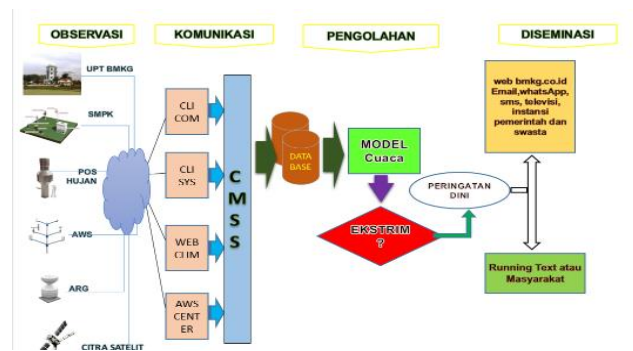 OBSERVASI
KOMUNIKASI
PENGOLAHAN
DISEMINASI
UPT BMKG
SMPK
POS
HUJAN
AWS
ARG
CITRA SATELIT
CLI
COM
CLI
SYS
WEB
CLIM
AWS
CENT
ER
C
M
S
S
DATA
BASE
MODEL
Cuaca
EKSTRIM
?
PERINGATAN
DINI
web bmkg.co.id
Email,whatsApp,
sms, televisi,
instansi
pemerintah dan
swasta
Running Text atau
Masyarakat